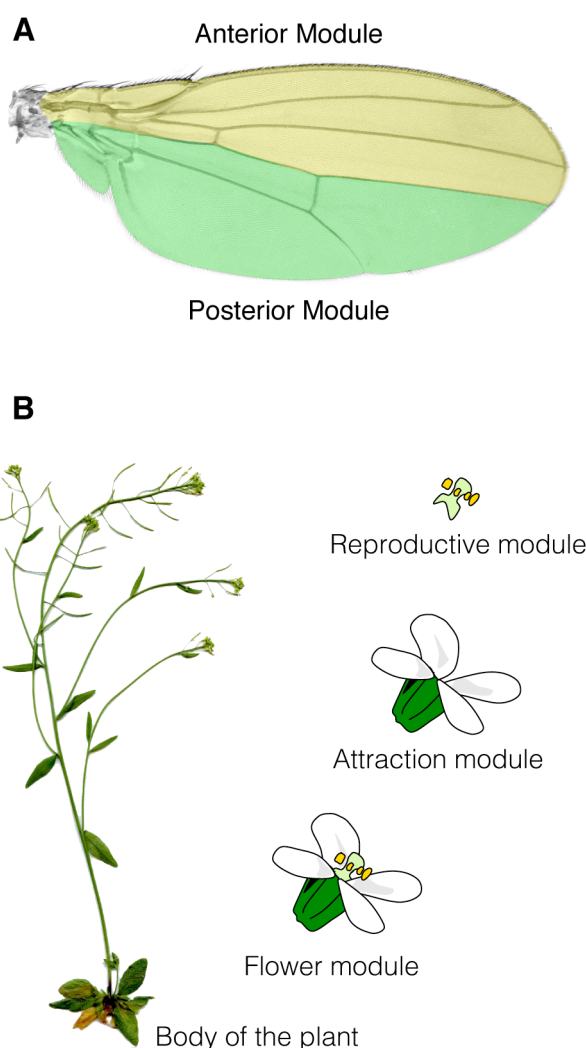 A
Anterior Module
Posterior Module
B
Reproductive module
Attraction module
Flower module
Body of the plant